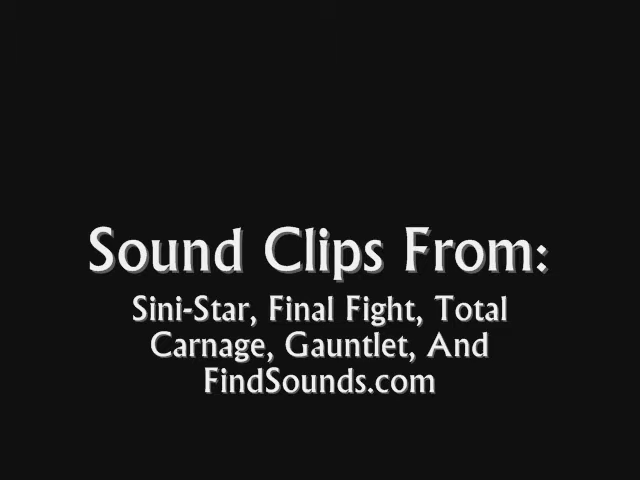 Sound Clips From:
Sini-Star, Final Fight, Total
Carnage, Gauntlet, And
FindSounds.com